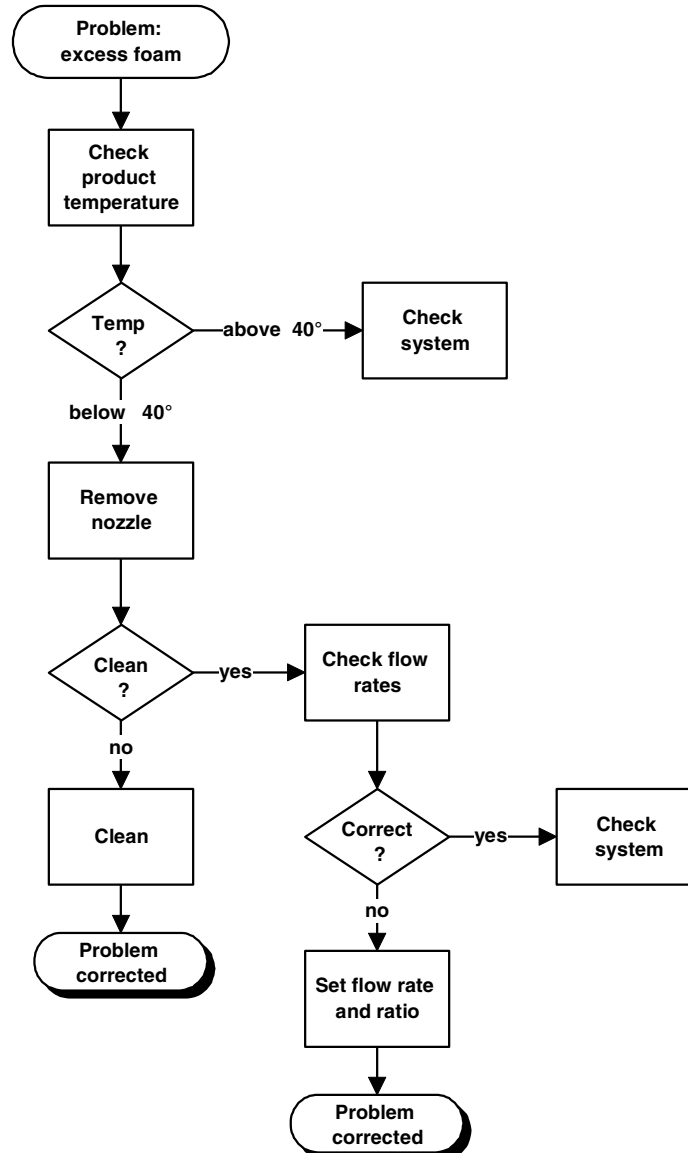 Problem:
excess foam
Check
product
temperature
Temp
?
above 40°
Check
system
below 40°
Remove
nozzle
Clean
?
yes
Check flow
rates
no
Clean
Correct
?
yes
Check
system
Problem
corrected
no
Set flow rate
and ratio
Problem
corrected